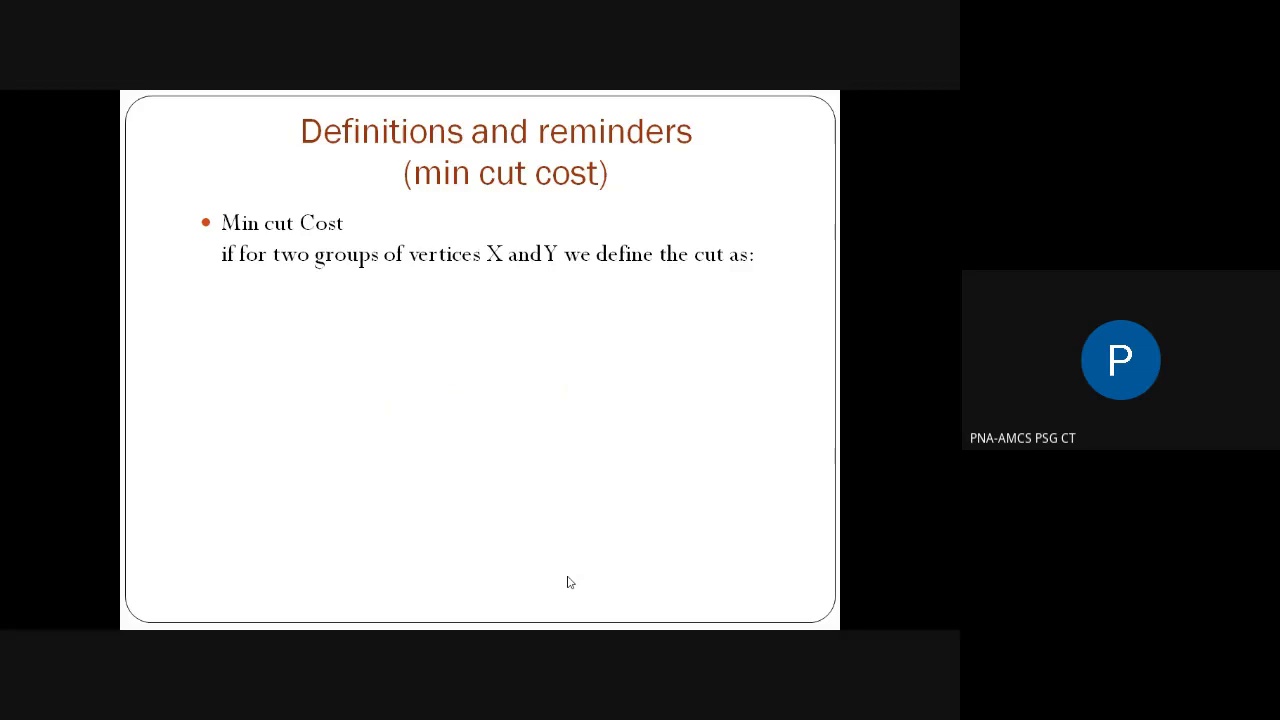 Definitions and reminders
(min cut cost)
• Min cut Cost
if for two groups of vertices X and Y we define the cut as:
P
PNA-AMCS PSG CT